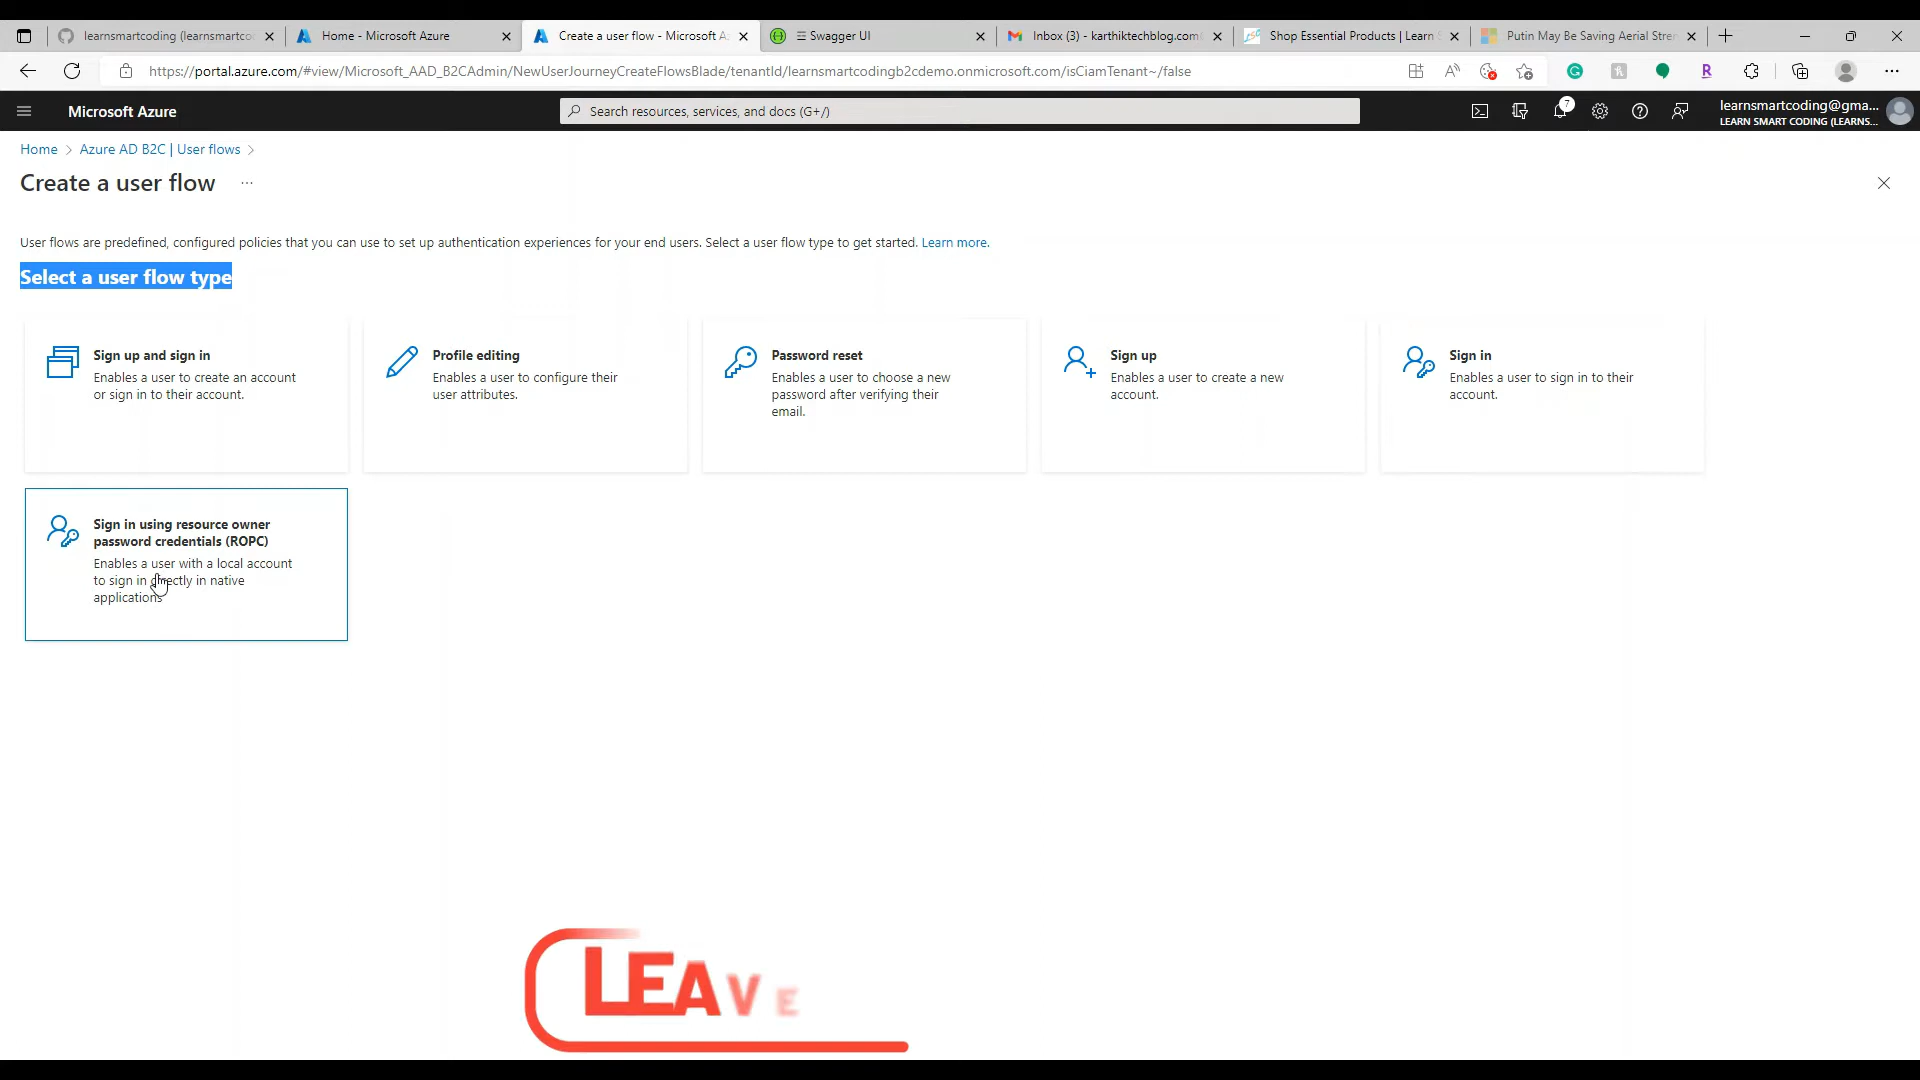 learnsmartcoding (learnsmartco
Home - Microsoft Azure
Create a user flow - Microsoft A
Swagger UI
Inbox (3) - karthiktechblog.com
Shop Essential Products | Learn S
Putin May Be Saving Aerial Stren
https://portal.azure.com/#view/Microsoft_AAD_B2CAdmin/NewUserJourneyCreateFlowsBlade/tenantId/learnsmartcodingb2cdemo.onmicrosoft.com/isCiamTenant~/false
Microsoft Azure
Search resources, services, and docs (G+/)
7
learnsmartcoding@gma...
LEARN SMART CODING (LEARNS...
Home > Azure AD B2C | User flows >
Create a user flow ...
User flows are predefined, configured policies that you can use to set up authentication experiences for your end users. Select a user flow type to get started. Learn more.
Select a user flow type
Sign up and sign in
Enables a user to create an account
or sign in to their account.
Profile editing
Enables a user to configure their
user attributes.
Password reset
Enables a user to choose a new
password after verifying their
email.
Sign up
Enables a user to create a new
account.
Sign in
Enables a user to sign in to their
account.
Sign in using resource owner
password credentials (ROPC)
Enables a user with a local account
to sign in directly in native
applications
LEAVE